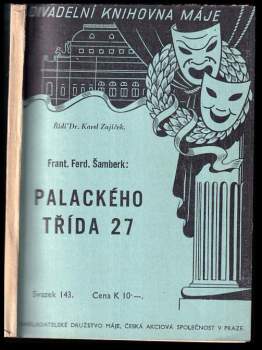 DIVADELNÍ KNIHOVNA MÁJE
Řídí Dr. Karel Zajíček.
Frant. Ferd. Šamberk:
PALACKÉHO
TŘÍDA 27
Svazek 143. Cena K 10·—.
NAKLADATELSKÉ DRUŽSTVO MÁJE, ČESKÁ AKCIOVÁ SPOLEČNOST V PRAZE.